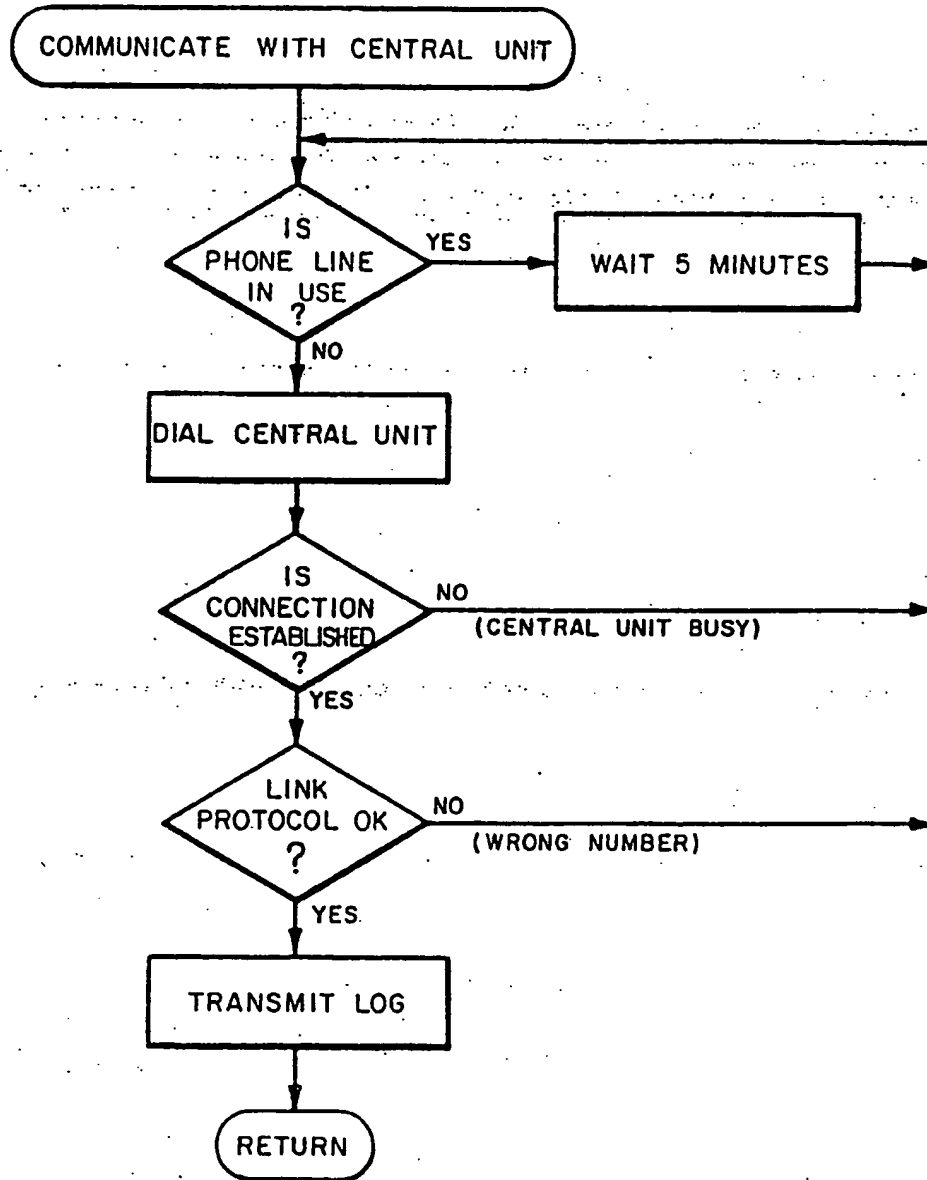 COMMUNICATE WITH CENTRAL UNIT
IS
PHONE LINE
IN USE
?
YES
WAIT 5 MINUTES
NO
DIAL CENTRAL UNIT
IS
CONNECTION
ESTABLISHED
?
NO
(CENTRAL UNIT BUSY)
YES
LINK
PROTOCOL OK
?
NO
(WRONG NUMBER)
YES
TRANSMIT LOG
RETURN